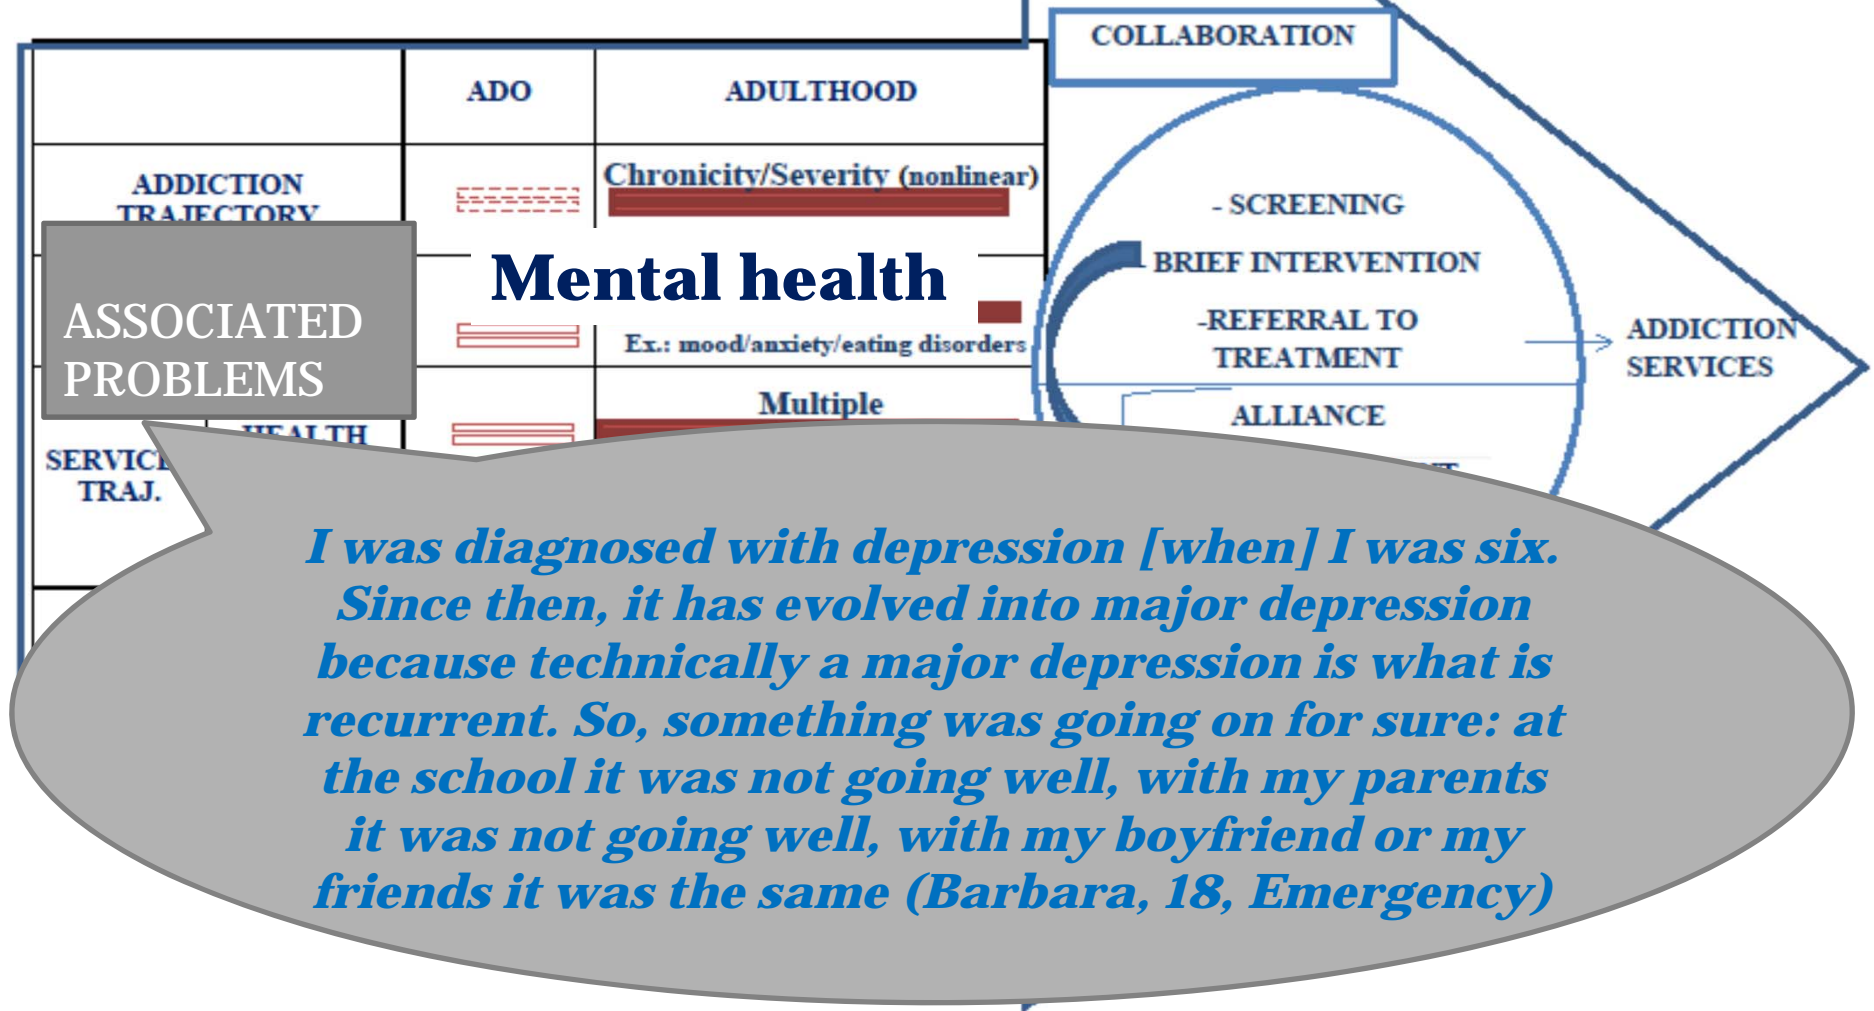 COLLABORATION
ADO
ADULTHOOD
ADDICTION
TRAJECTORY
Chronicity/Severity (nonlinear)
ASSOCIATED
PROBLEMS
Mental health
Ex.: mood/anxiety/eating disorders
Multiple
HEALTH
TRAJ.
- SCREENING
- BRIEF INTERVENTION
-REFERRAL TO
TREATMENT
ALLIANCE
ADDICTION
SERVICES
I was diagnosed with depression [when] I was six.
Since then, it has evolved into major depression
because technically a major depression is what is
recurrent. So, something was going on for sure: at
the school it was not going well, with my parents
it was not going well, with my boyfriend or my
friends it was the same (Barbara, 18, Emergency)